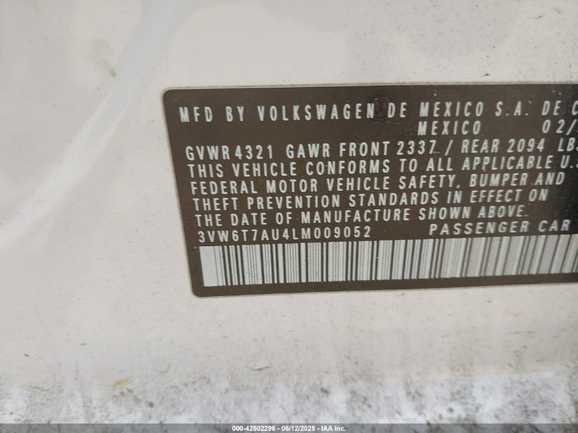 MFD BY VOLKSWAGEN DE MEXICO S.A. DE C
MEXICO 02/
GVWR 4321 GAWR FRONT 2337 / REAR 2094 LBS
THIS VEHICLE CONFORMS TO ALL APPLICABLE U.S
FEDERAL MOTOR VEHICLE SAFETY, BUMPER AND
THEFT PREVENTION STANDARDS IN EFFECT ON
THE DATE OF MANUFACTURE SHOWN ABOVE.
3VW6T7AU4LM009052 PASSENGER CAR
000-42502296 - 06/12/2025 - IAA Inc.